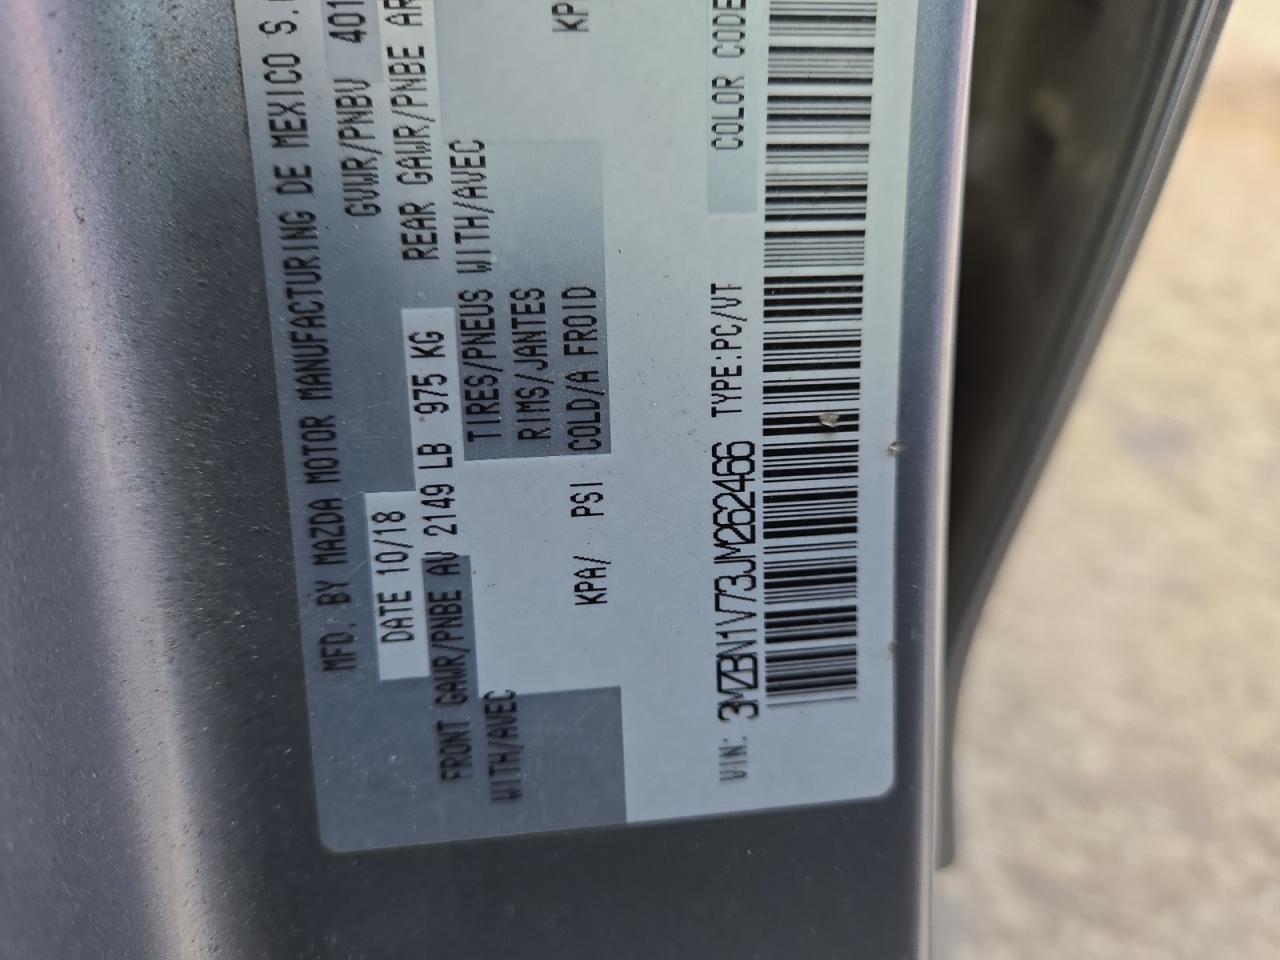 MFD. BY MAZDA MOTOR MANUFACTURING DE MEXICO S.
DATE 10/18
GVWR/PNBV 401
FRONT GAWR/PNBE AV 2149 LB 975 KG
REAR GAWR/PNBE AR
WITH/AVEC
TIRES/PNEUS WITH/AVEC
RIMS/JANTES
KPA/ PSI COLD/A FROID
KP
VIN: 3MZBN1V73JM262466 TYPE:PC/VT
COLOR CODE